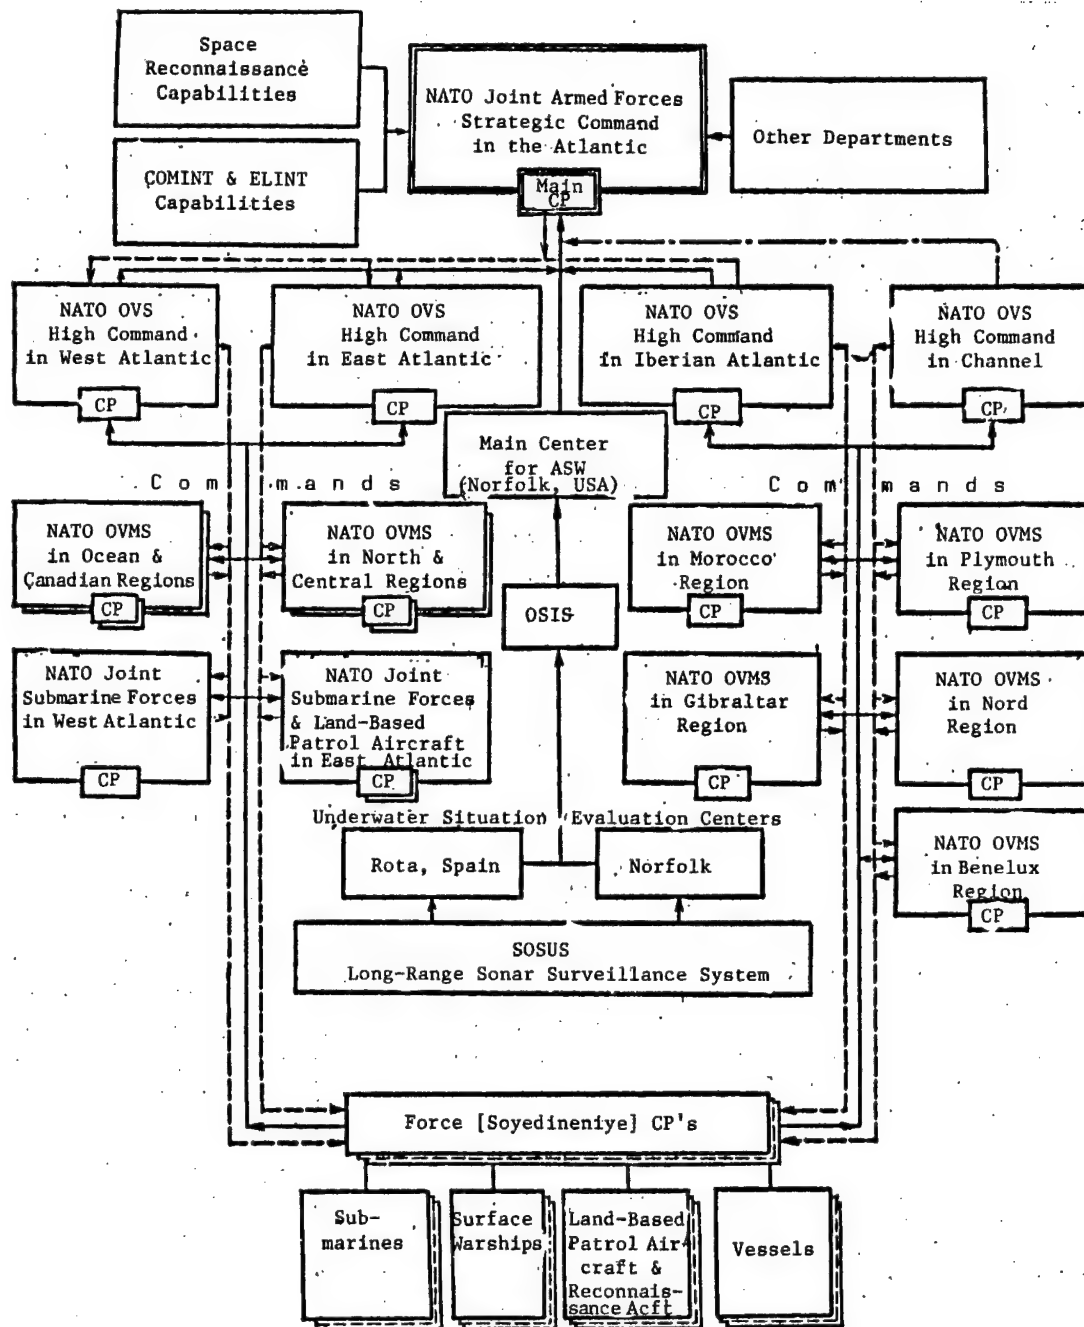 Space
Reconnaissance
Capabilities
NATO Joint Armed Forces
Strategic Command
in the Atlantic
Main
CP
Other Departments
COMINT & ELINT
Capabilities
NATO OVS
High Command
in West Atlantic
CP
NATO OVS
High Command
in East Atlantic
CP
NATO OVS
High Command
in Iberian Atlantic
CP
NATO OVS
High Command
in Channel
CP
Main Center
for ASW
(Norfolk, USA)
Commands
Commands
NATO OVMS
in Ocean &
Canadian Regions
CP
NATO OVMS
in North &
Central Regions
CP
OSIS
NATO OVMS
in Morocco
Region
CP
NATO OVMS
in Plymouth
Region
CP
NATO Joint
Submarine Forces
in West Atlantic
CP
NATO Joint
Submarine Forces
& Land-Based
Patrol Aircraft
in East Atlantic
CP
NATO OVMS
in Gibraltar
Region
CP
NATO OVMS
in Nord
Region
CP
Underwater Situation Evaluation Centers
Rota, Spain
Norfolk
NATO OVMS
in Benelux
Region
CP
SOSUS
Long-Range Sonar Surveillance System
Force [Soyedineniye] CP's
Sub-
marines
Surface
Warships
Land-Based
Patrol Air
craft &
Reconnais-
sance Acft
Vessels